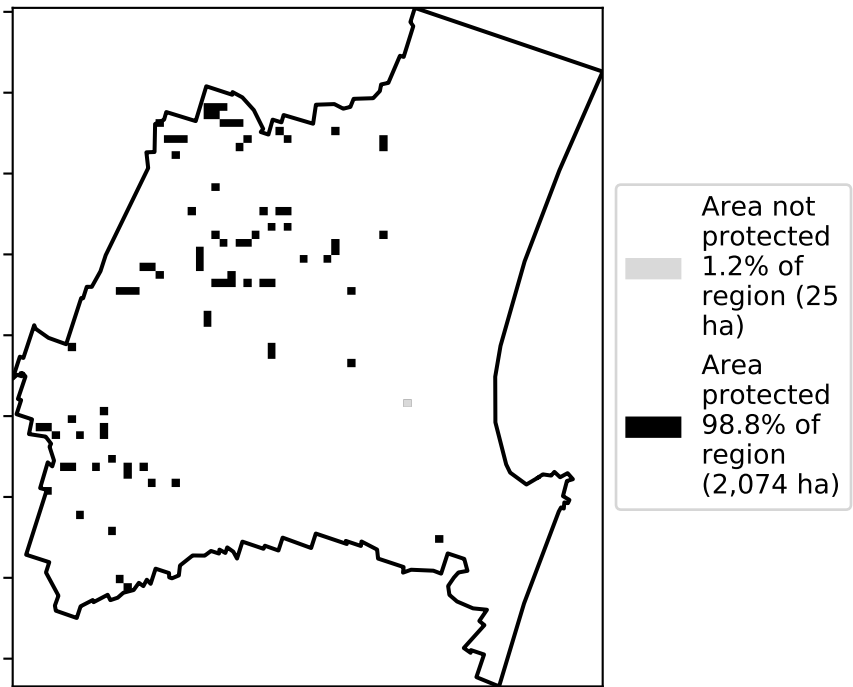 Area not
protected
1.2% of
region (25
ha)
Area
protected
98.8% of
region
(2,074 ha)